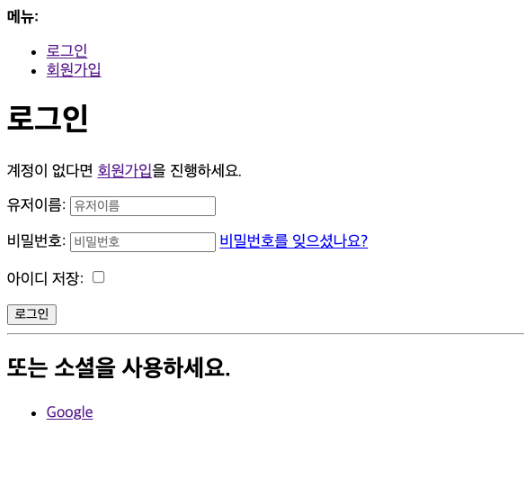 메뉴:
로그인
회원가입
로그인
계정이 없다면 회원가입을 진행하세요.
유저이름: 유저이름
비밀번호: 비밀번호 비밀번호를 잊으셨나요?
아이디 저장:
로그인
또는 소셜을 사용하세요.
Google